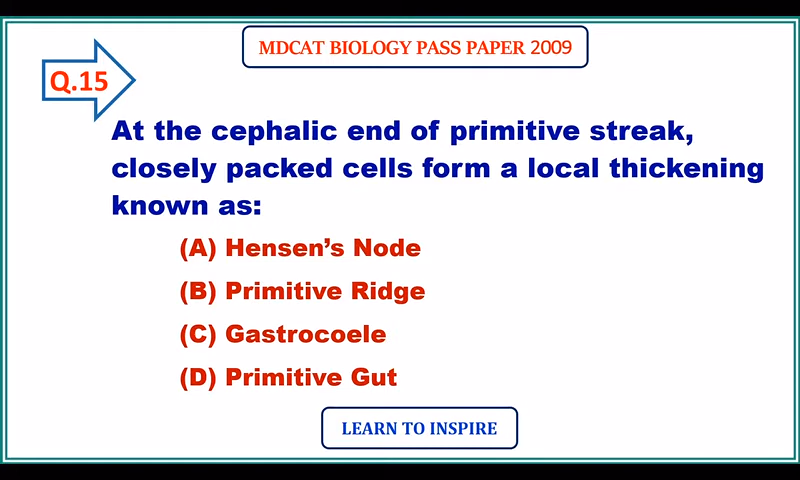 MDCAT BIOLOGY PASS PAPER 2009
Q.15
At the cephalic end of primitive streak,
closely packed cells form a local thickening
known as:
(A) Hensen’s Node
(B) Primitive Ridge
(C) Gastrocoele
(D) Primitive Gut
LEARN TO INSPIRE